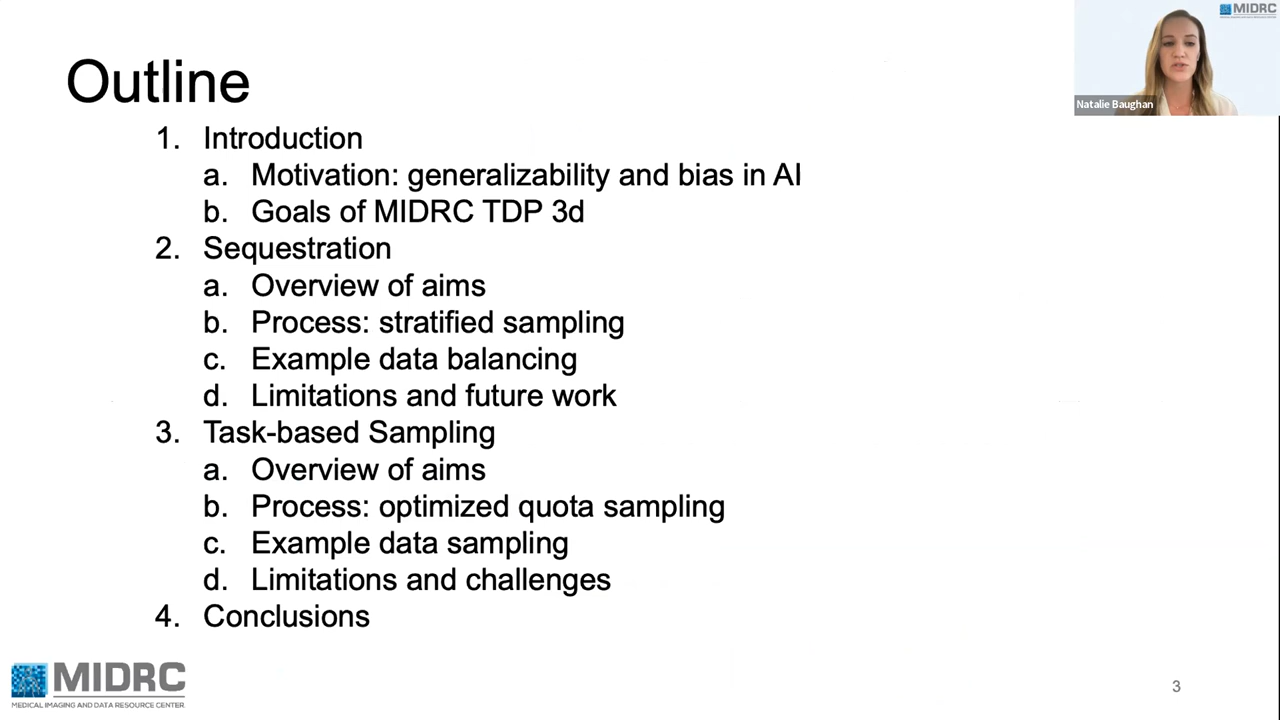 MIDRC
Natalie Baughan
Outline
1. Introduction
a. Motivation: generalizability and bias in AI
b. Goals of MIDRC TDP 3d
2. Sequestration
a. Overview of aims
b. Process: stratified sampling
c. Example data balancing
d. Limitations and future work
3. Task-based Sampling
a. Overview of aims
b. Process: optimized quota sampling
c. Example data sampling
d. Limitations and challenges
4. Conclusions
MIDRC
MEDICAL IMAGING AND DATA RESOURCE CENTER
3